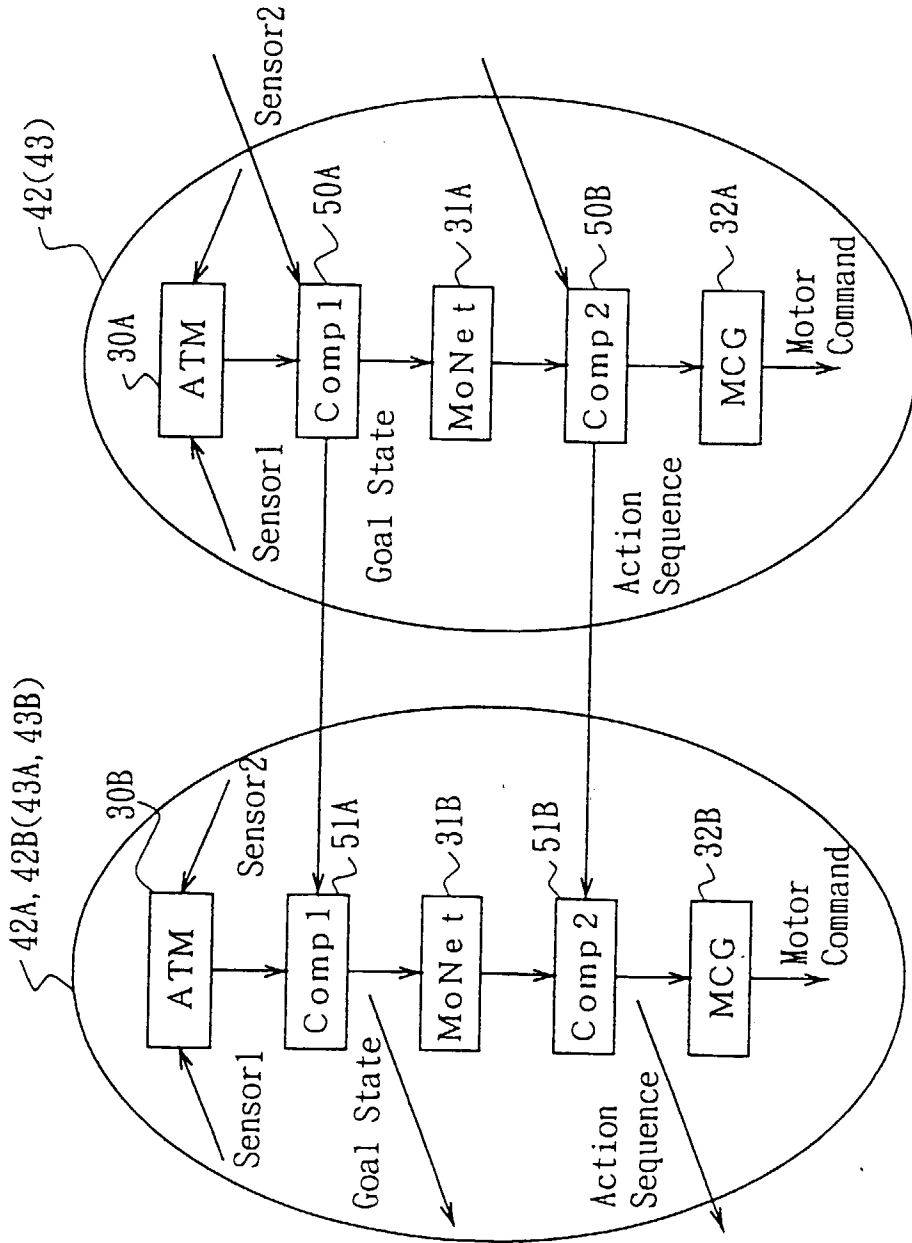 42A, 42B(43A, 43B)
30B
ATM
Sensor1
Sensor2
Comp1
51A
Goal State
MoNet
31B
Comp2
51B
Action
Sequence
MCG
32B
Motor
Command
42(43)
30A
ATM
Sensor1
Sensor2
Comp1
50A
Goal State
MoNet
31A
Comp2
50B
Action
Sequence
MCG
32A
Motor
Command